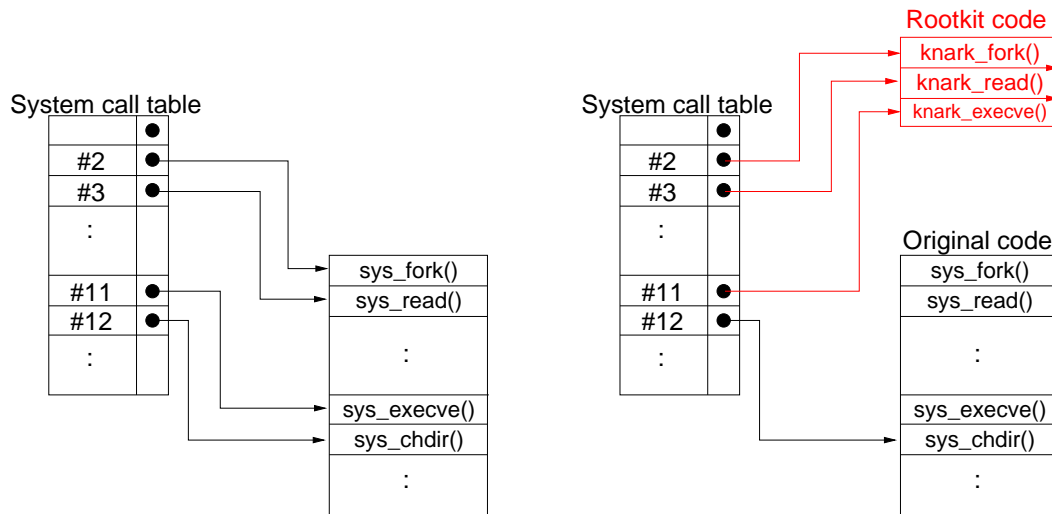 System call table
#2
#3
:
#11
#12
:
sys_fork()
sys_read()
:
sys_execve()
sys_chdir()
:
System call table
#2
#3
:
#11
#12
:
Rootkit code
knark_fork()
knark_read()
knark_execve()
Original code
sys_fork()
sys_read()
:
sys_execve()
sys_chdir()
: